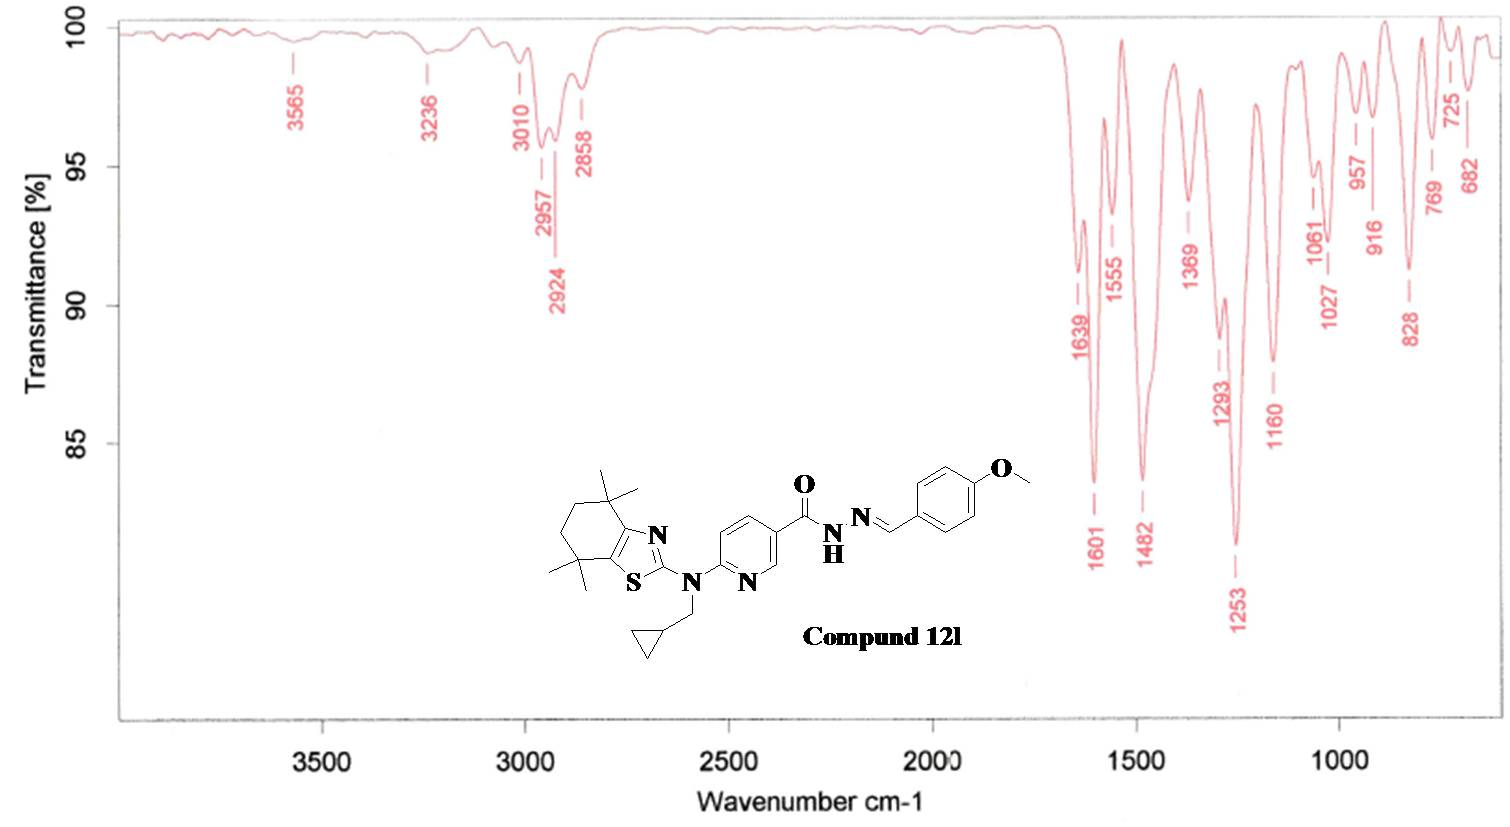 Transmittance [%]
100
95
90
85
3565
3236
3010
2957
2924
2858
1639
1601
1555
1482
1369
1293
1253
1160
1061
1027
957
916
828
769
725
682
O
O
N
N
N
H
S
N
N
Compund 12l
3500
3000
2500
2000
1500
1000
Wavenumber cm-1